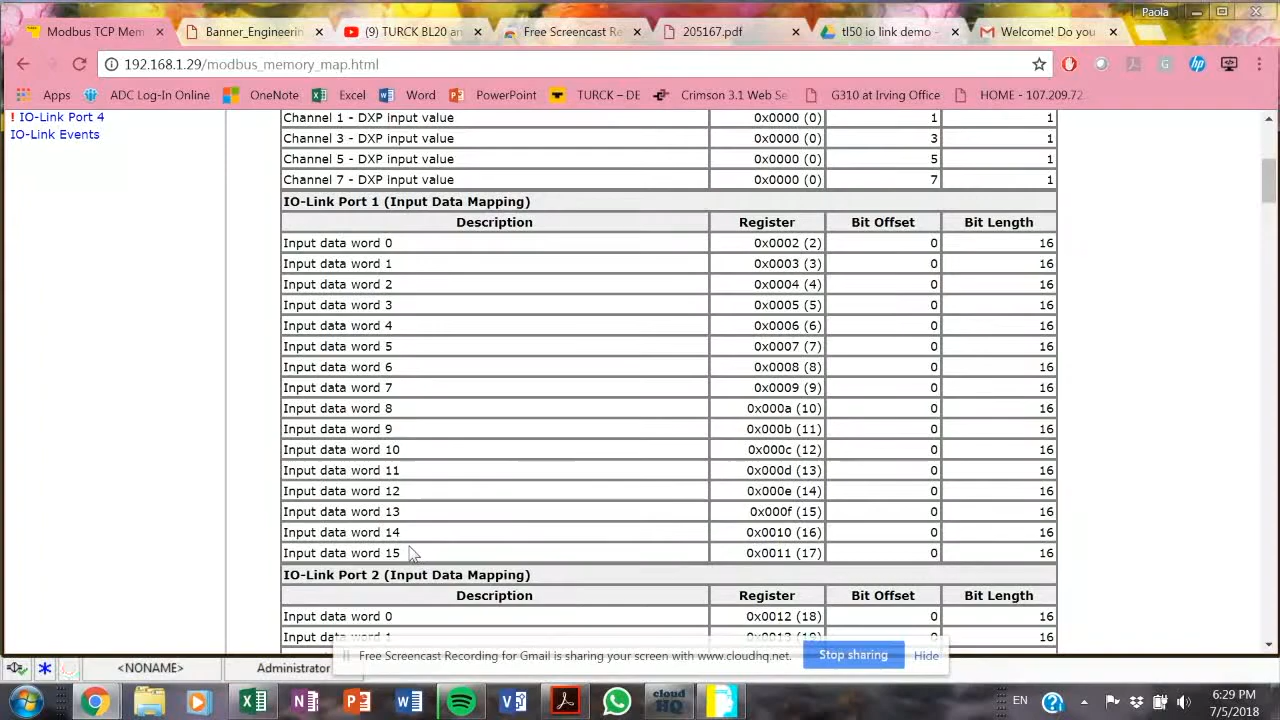 Paola
Modbus TCP Mem
Banner_Engineerin
(9) TURCK BL20 an
Free Screencast Re
205167.pdf
tl50 io link demo -
Welcome! Do you
192.168.1.29/modbus_memory_map.html
Apps
ADC Log-In Online
OneNote
Excel
Word
PowerPoint
TURCK – DE
Crimson 3.1 Web Se
G310 at Irving Office
HOME - 107.209.72
! IO-Link Port 4
IO-Link Events
Channel 1 - DXP input value 0x0000 (0) 1 1
Channel 3 - DXP input value 0x0000 (0) 3 1
Channel 5 - DXP input value 0x0000 (0) 5 1
Channel 7 - DXP input value 0x0000 (0) 7 1
IO-Link Port 1 (Input Data Mapping)
Description Register Bit Offset Bit Length
Input data word 0 0x0002 (2) 0 16
Input data word 1 0x0003 (3) 0 16
Input data word 2 0x0004 (4) 0 16
Input data word 3 0x0005 (5) 0 16
Input data word 4 0x0006 (6) 0 16
Input data word 5 0x0007 (7) 0 16
Input data word 6 0x0008 (8) 0 16
Input data word 7 0x0009 (9) 0 16
Input data word 8 0x000a (10) 0 16
Input data word 9 0x000b (11) 0 16
Input data word 10 0x000c (12) 0 16
Input data word 11 0x000d (13) 0 16
Input data word 12 0x000e (14) 0 16
Input data word 13 0x000f (15) 0 16
Input data word 14 0x0010 (16) 0 16
Input data word 15 0x0011 (17) 0 16
IO-Link Port 2 (Input Data Mapping)
Description Register Bit Offset Bit Length
Input data word 0 0x0012 (18) 0 16
Input data word 1 0x0013 (19) 0 16
Free Screencast Recording for Gmail is sharing your screen with www.cloudhq.net.
Stop sharing
Hide
<NONAME>
Administrator
cloud
HQ
EN
6:29 PM
7/5/2018